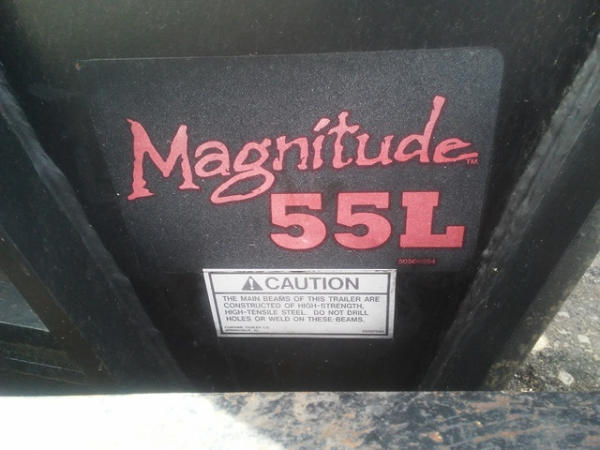 Magnitude™
55L
CAUTION
THE MAIN BEAMS OF THIS TRAILER ARE
CONSTRUCTED OF HIGH-STRENGTH,
HIGH-TENSILE STEEL. DO NOT DRILL
HOLES OR WELD ON THESE BEAMS.